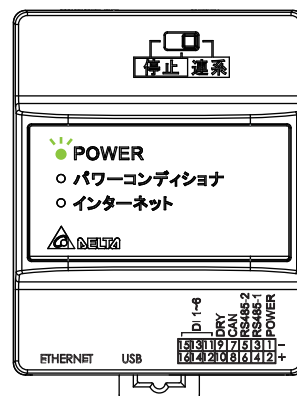 停止 連系
POWER
パワーコンディショナ
インターネット
DELTA
DI 1~6
DRY
CAN
RS485-2
RS485-1
POWER
15 13 11 9 7 5 3 1 −
16 14 12 10 8 6 4 2 +
ETHERNET USB